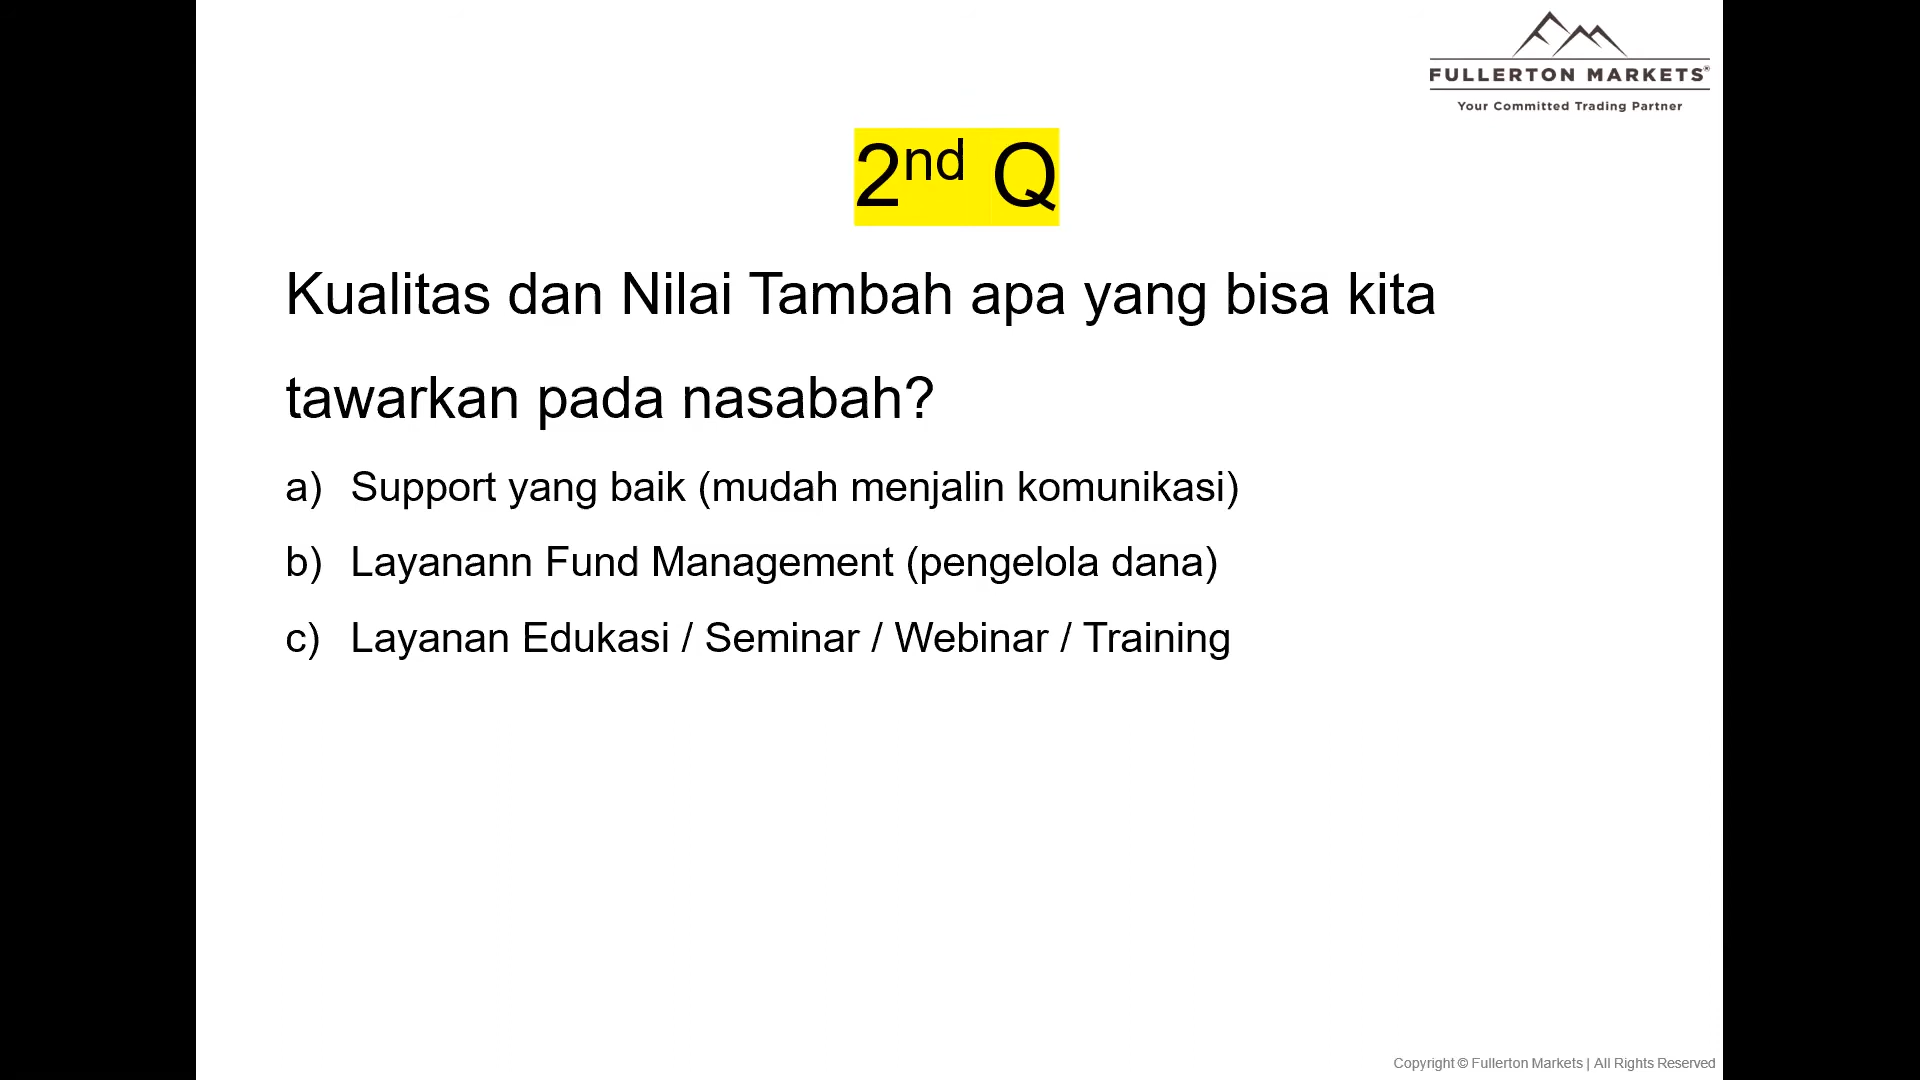 FULLERTON MARKETS®
Your Committed Trading Partner
2nd Q
Kualitas dan Nilai Tambah apa yang bisa kita
tawarkan pada nasabah?
a) Support yang baik (mudah menjalin komunikasi)
b) Layanann Fund Management (pengelola dana)
c) Layanan Edukasi / Seminar / Webinar / Training
Copyright © Fullerton Markets | All Rights Reserved